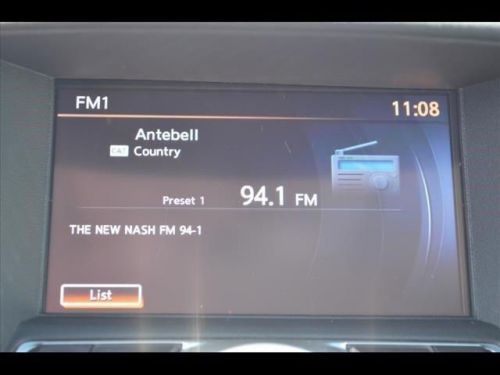 FM1 11:08
Antebell
CAT Country
Preset 1 94.1 FM
THE NEW NASH FM 94-1
List